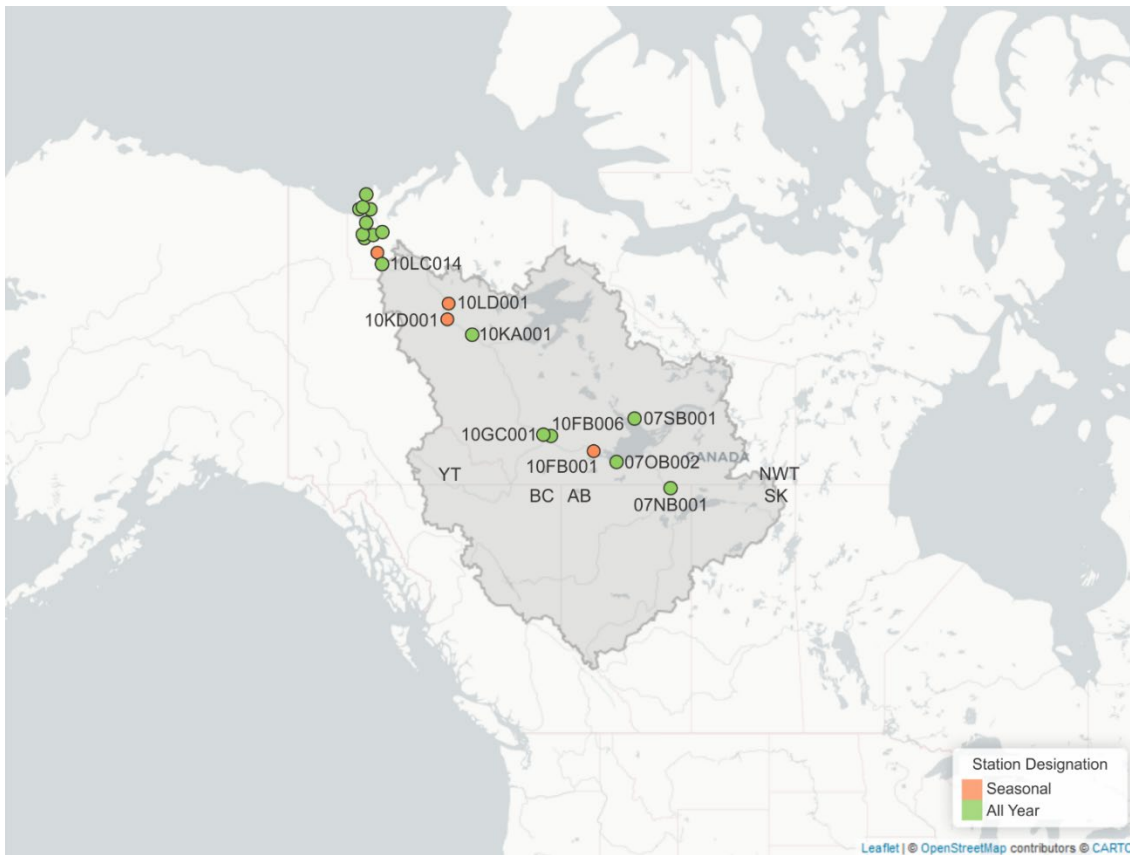 10LC014
10LD001
10KD001
10KA001
07SB001
10FB006
10GC001
CANADA
10FB001
07OB002
YT
NWT
BC AB
SK
07NB001
Station Designation
Seasonal
All Year
Leaflet | © OpenStreetMap contributors © CARTO